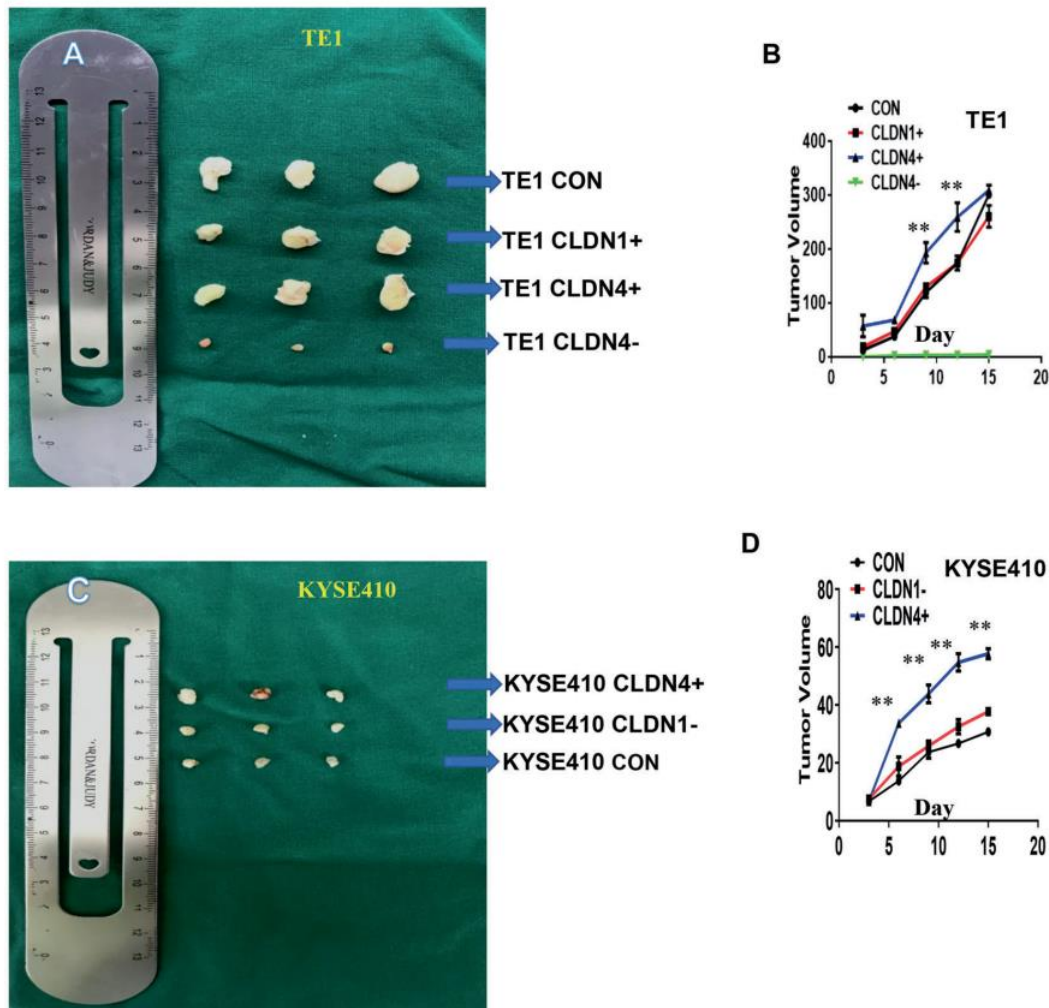 A
TE1
TE1 CON
TE1 CLDN1+
TE1 CLDN4+
TE1 CLDN4-
B
CON
CLDN1+
CLDN4+
CLDN4-
TE1
Tumor Volume
400
300
200
100
0
** **
Day
0 5 10 15 20
C
KYSE410
KYSE410 CLDN4+
KYSE410 CLDN1-
KYSE410 CON
D
CON
CLDN1-
CLDN4+
KYSE410
Tumor Volume
80
60
40
20
0
** ** ** **
Day
0 5 10 15 20